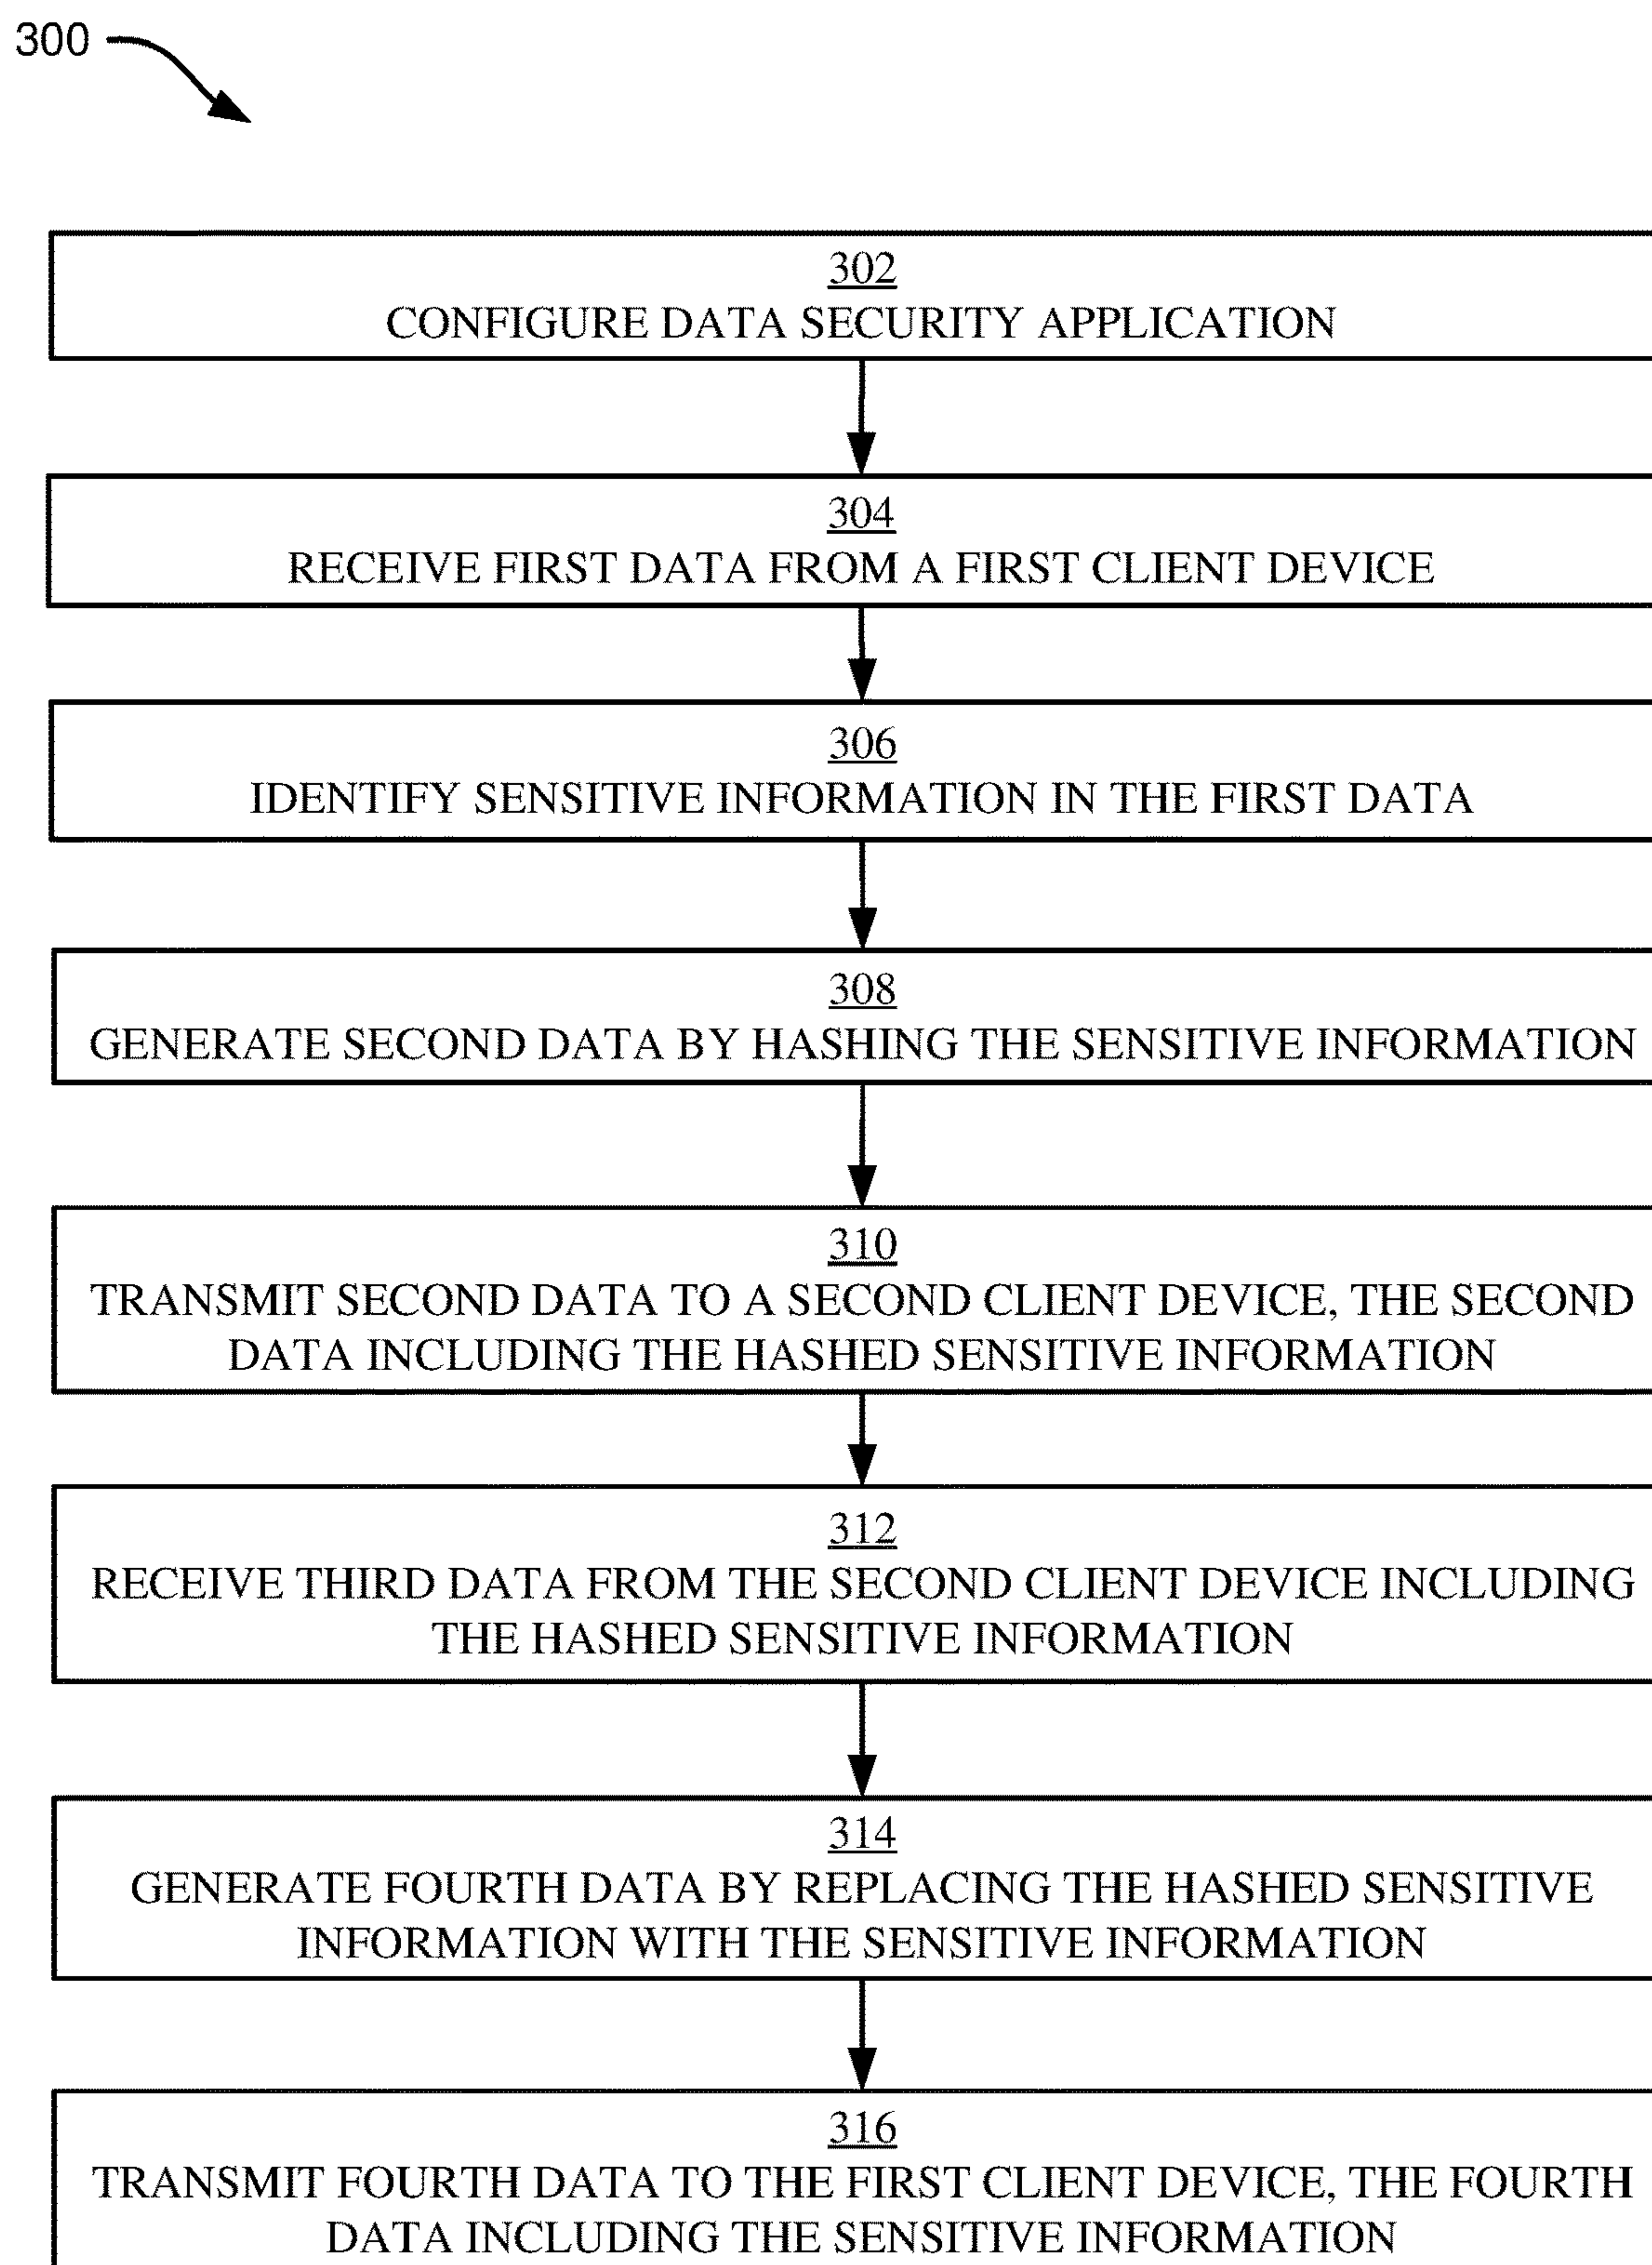 300
302
CONFIGURE DATA SECURITY APPLICATION
304
RECEIVE FIRST DATA FROM A FIRST CLIENT DEVICE
306
IDENTIFY SENSITIVE INFORMATION IN THE FIRST DATA
308
GENERATE SECOND DATA BY HASHING THE SENSITIVE INFORMATION
310
TRANSMIT SECOND DATA TO A SECOND CLIENT DEVICE, THE SECOND
DATA INCLUDING THE HASHED SENSITIVE INFORMATION
312
RECEIVE THIRD DATA FROM THE SECOND CLIENT DEVICE INCLUDING
THE HASHED SENSITIVE INFORMATION
314
GENERATE FOURTH DATA BY REPLACING THE HASHED SENSITIVE
INFORMATION WITH THE SENSITIVE INFORMATION
316
TRANSMIT FOURTH DATA TO THE FIRST CLIENT DEVICE, THE FOURTH
DATA INCLUDING THE SENSITIVE INFORMATION